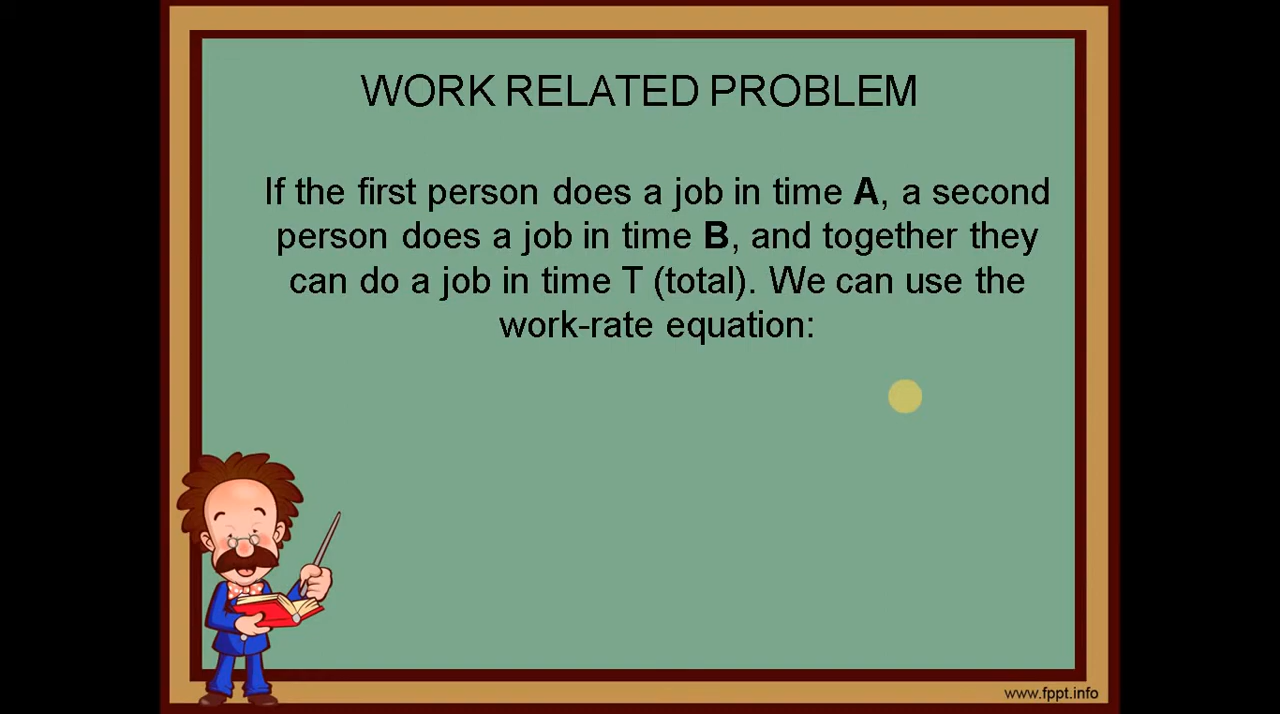 WORK RELATED PROBLEM
If the first person does a job in time A, a second
person does a job in time B, and together they
can do a job in time T (total). We can use the
work-rate equation:
www.fppt.info